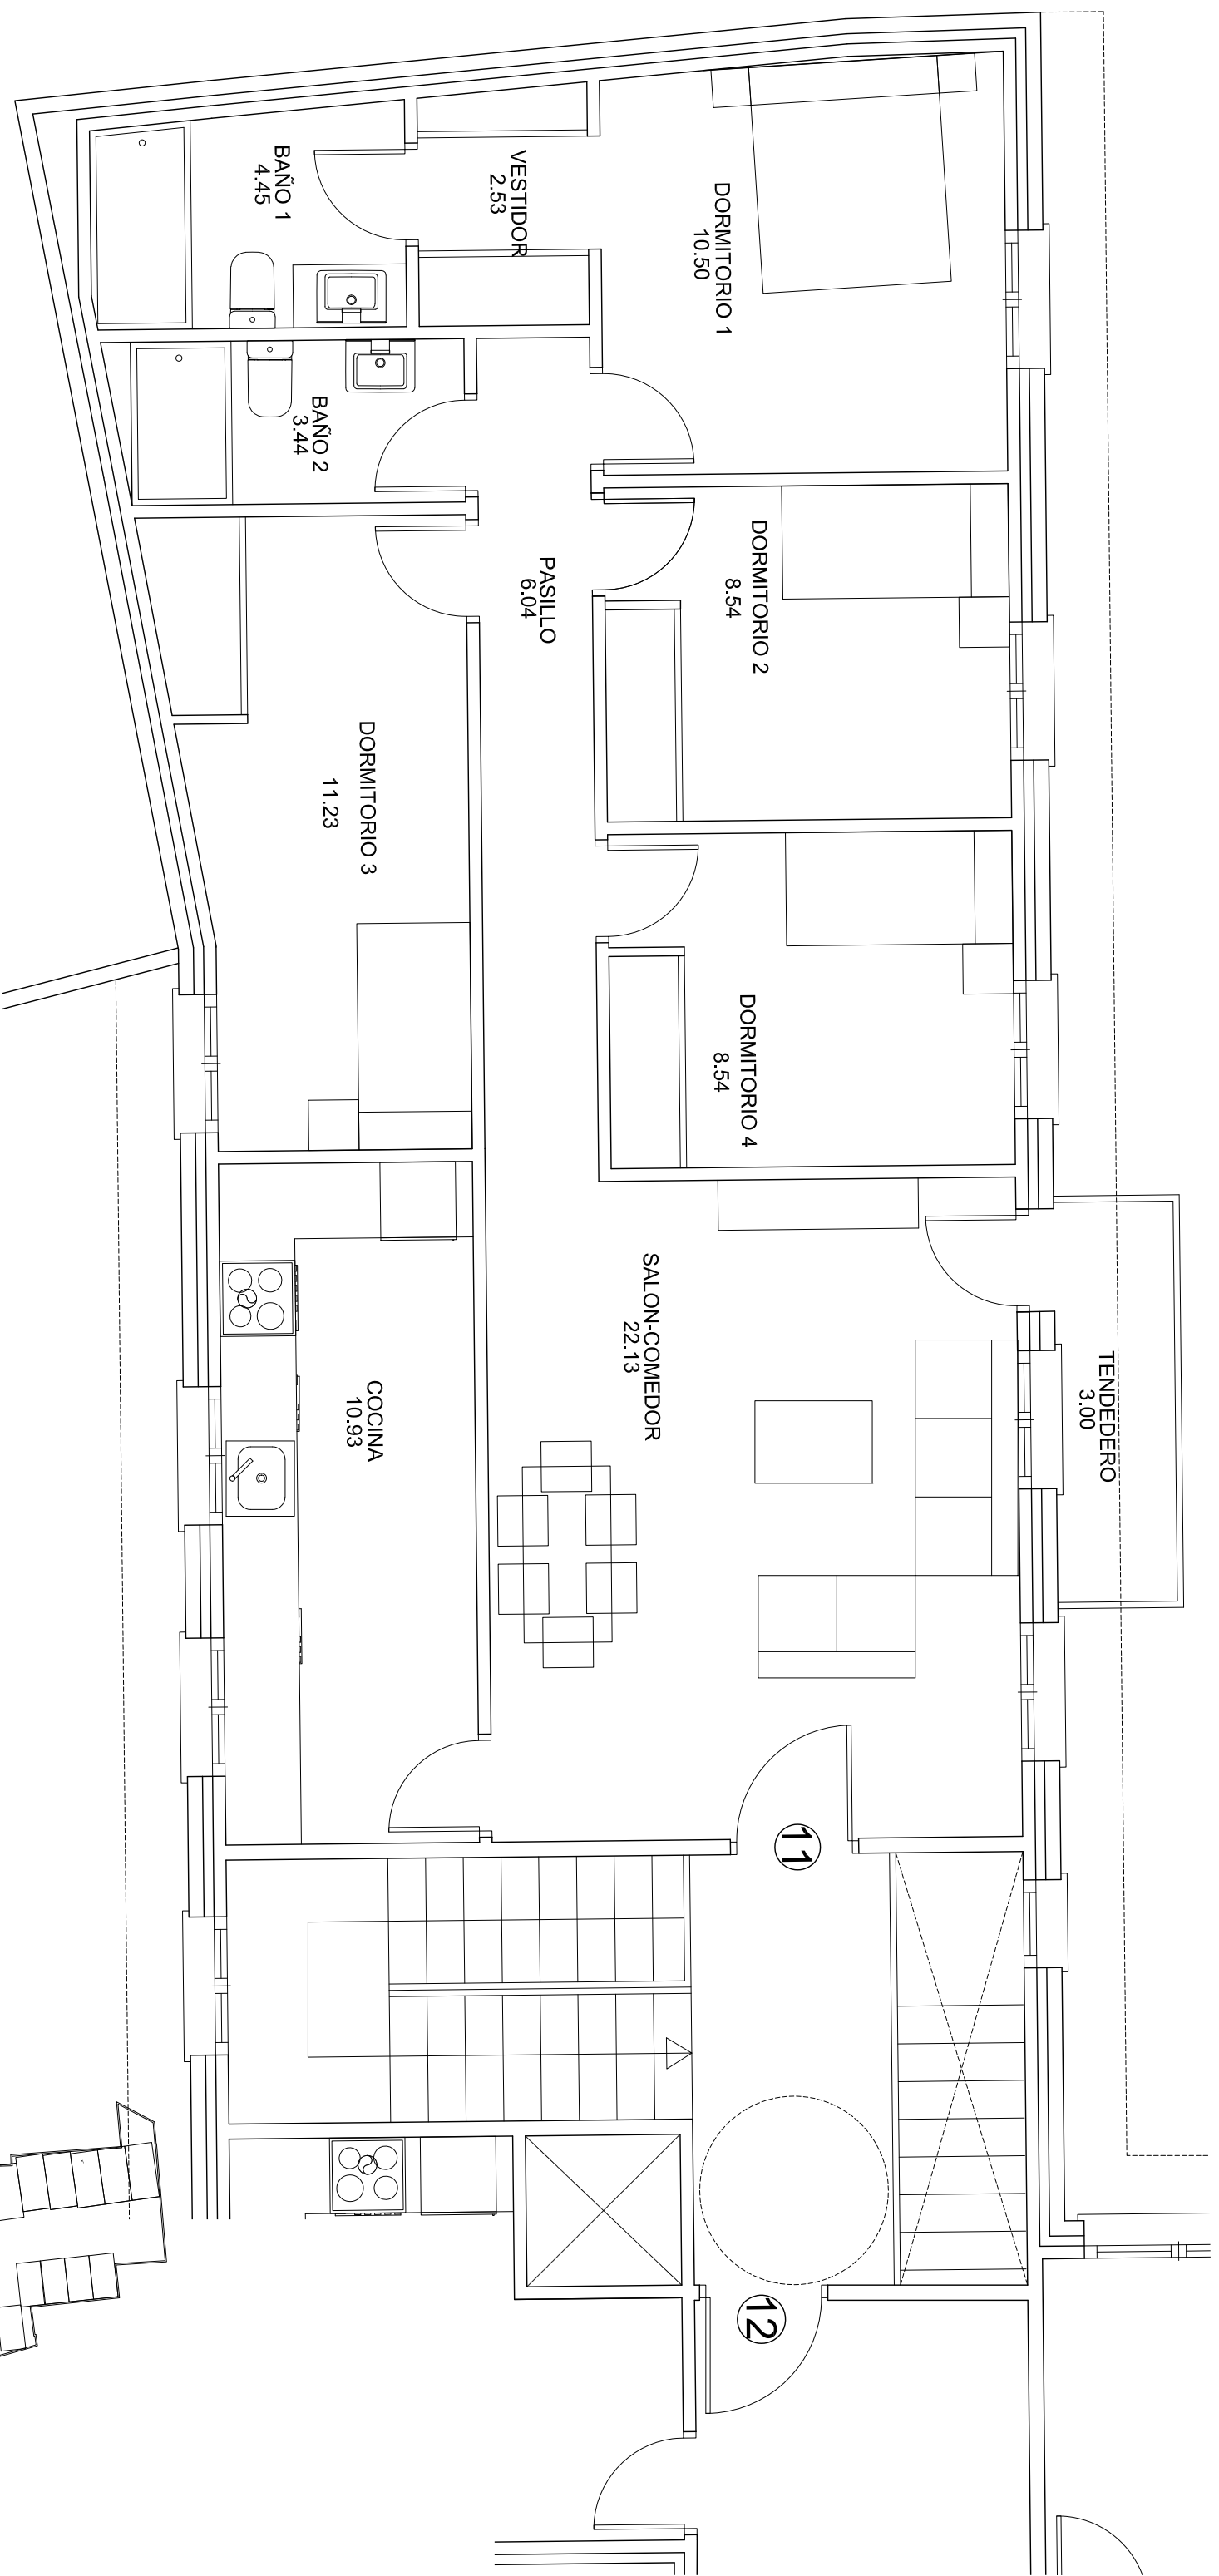 BAÑO 1
4.45
VESTIDOR
2.53
DORMITORIO 1
10.50
BAÑO 2
3.44
PASILLO
6.04
DORMITORIO 2
8.54
DORMITORIO 3
11.23
DORMITORIO 4
8.54
SALON-COMEDOR
22.13
TENDEDERO
3.00
COCINA
10.93
11
12